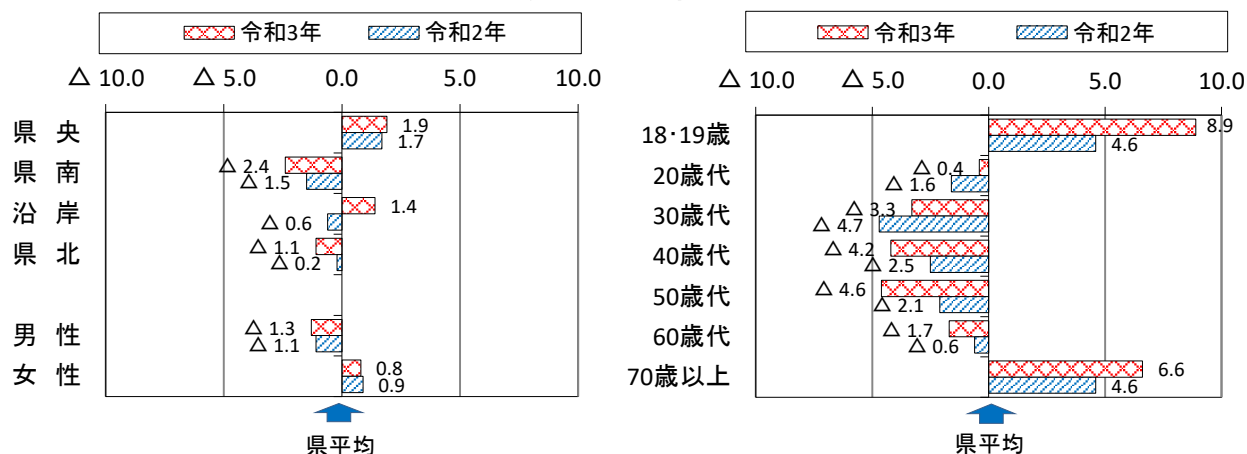 令和3年 令和2年
△ 10.0 △ 5.0 0.0 5.0 10.0
県 央 1.9
1.7
県 南 △ 2.4
△ 1.5
沿 岸 1.4
△ 0.6
県 北 △ 1.1
△ 0.2
男 性 △ 1.3
△ 1.1
女 性 0.8
0.9
県平均
令和3年 令和2年
△ 10.0 △ 5.0 0.0 5.0 10.0
18･19歳 8.9
4.6
20歳代 △ 0.4
△ 1.6
30歳代 △ 3.3
△ 4.7
40歳代 △ 4.2
△ 2.5
50歳代 △ 4.6
△ 2.1
60歳代 △ 1.7
△ 0.6
70歳以上 6.6
4.6
県平均